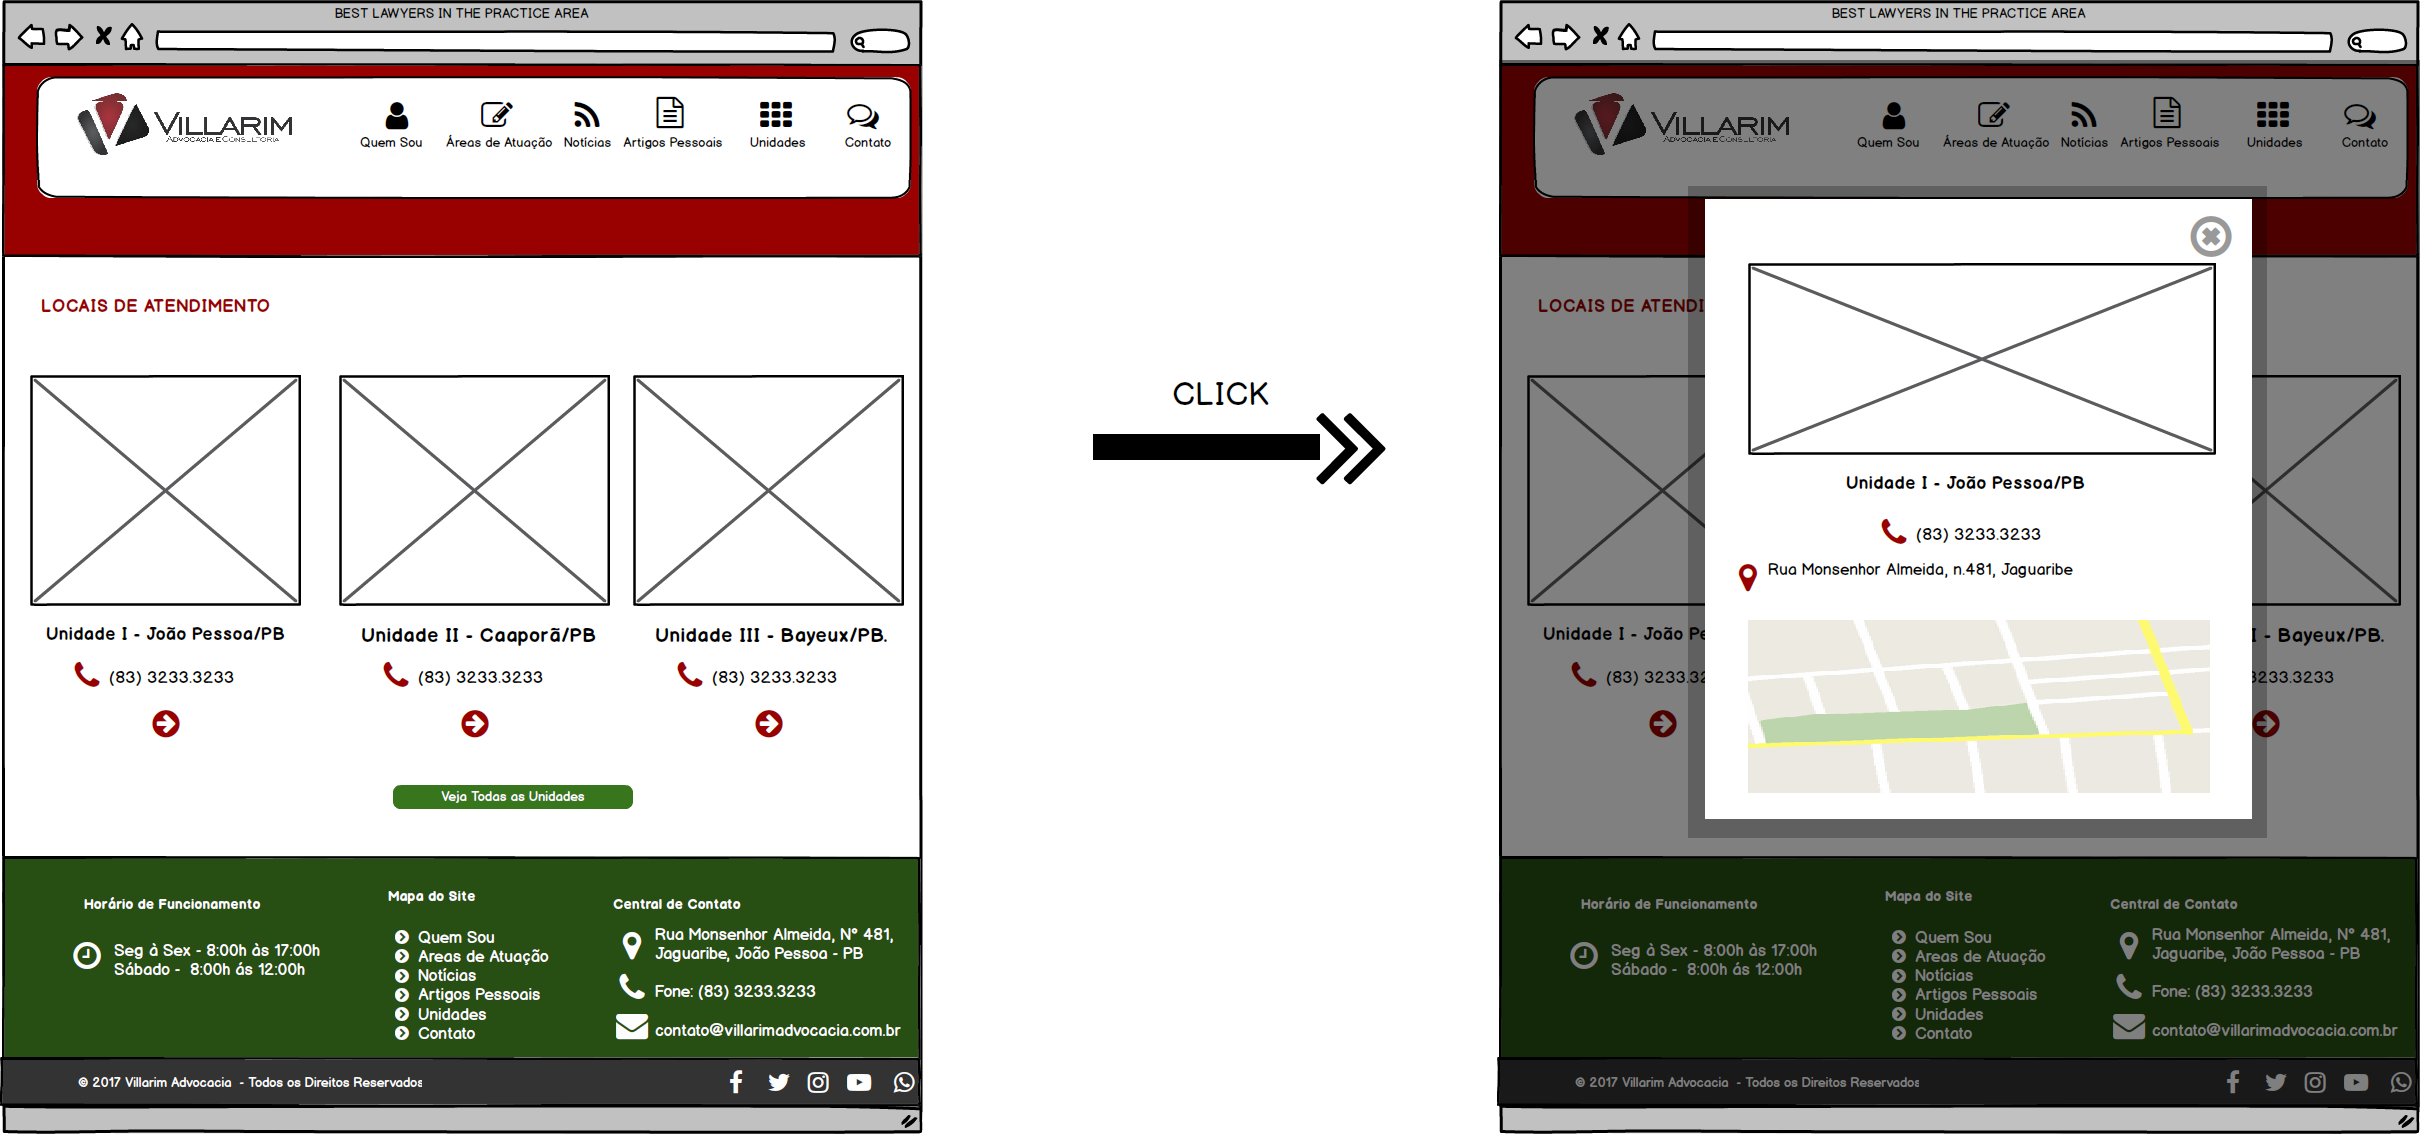 BEST LAWYERS IN THE PRACTICE AREA
VILLARIM
ADVOCACIA E CONSULTORIA
Quem Sou
Áreas de Atuação
Notícias
Artigos Pessoais
Unidades
Contato
LOCAIS DE ATENDIMENTO
Unidade I - João Pessoa/PB
(83) 3233.3233
Unidade II - Caaporã/PB
(83) 3233.3233
Unidade III - Bayeux/PB.
(83) 3233.3233
Veja Todas as Unidades
Horário de Funcionamento
Seg à Sex - 8:00h às 17:00h
Sábado - 8:00h ás 12:00h
Mapa do Site
Quem Sou
Areas de Atuação
Notícias
Artigos Pessoais
Unidades
Contato
Central de Contato
Rua Monsenhor Almeida, N° 481,
Jaguaribe, João Pessoa - PB
Fone: (83) 3233.3233
contato@villarimadvocacia.com.br
© 2017 Villarim Advocacia - Todos os Direitos Reservados
CLICK
BEST LAWYERS IN THE PRACTICE AREA
VILLARIM
ADVOCACIA E CONSULTORIA
Quem Sou
Áreas de Atuação
Notícias
Artigos Pessoais
Unidades
Contato
LOCAIS DE ATENDI
Unidade I - João Pe
(83) 3233.32
I - Bayeux/PB.
3233.3233
Unidade I - João Pessoa/PB
(83) 3233.3233
Rua Monsenhor Almeida, n.481, Jaguaribe
Horário de Funcionamento
Seg à Sex - 8:00h às 17:00h
Sábado - 8:00h ás 12:00h
Mapa do Site
Quem Sou
Areas de Atuação
Notícias
Artigos Pessoais
Unidades
Contato
Central de Contato
Rua Monsenhor Almeida, N° 481,
Jaguaribe, João Pessoa - PB
Fone: (83) 3233.3233
contato@villarimadvocacia.com.br
© 2017 Villarim Advocacia - Todos os Direitos Reservados